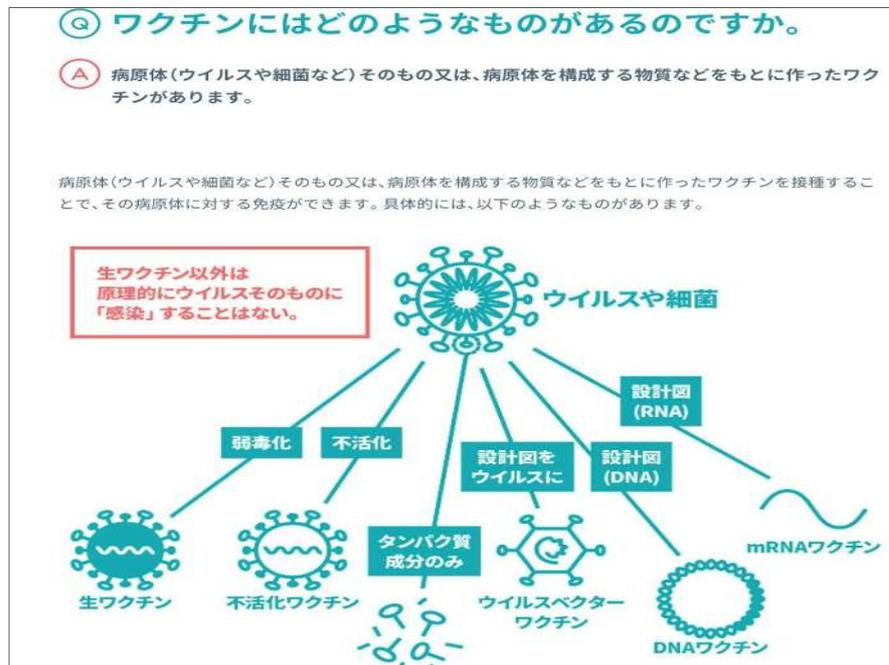 Q ワクチンにはどのようなものがあるのですか。
A 病原体(ウイルスや細菌など)そのもの又は、病原体を構成する物質などをもとに作ったワク
チンがあります。
病原体(ウイルスや細菌など)そのもの又は、病原体を構成する物質などをもとに作ったワクチンを接種するこ
とで、その病原体に対する免疫ができます。具体的には、以下のようなものがあります。
生ワクチン以外は
原理的にウイルスそのものに
「感染」することはない。
ウイルスや細菌
設計図
(RNA)
弱毒化
不活化
設計図を
ウイルスに
設計図
(DNA)
タンパク質
成分のみ
mRNAワクチン
生ワクチン
不活化ワクチン
ウイルスベクター
ワクチン
DNAワクチン